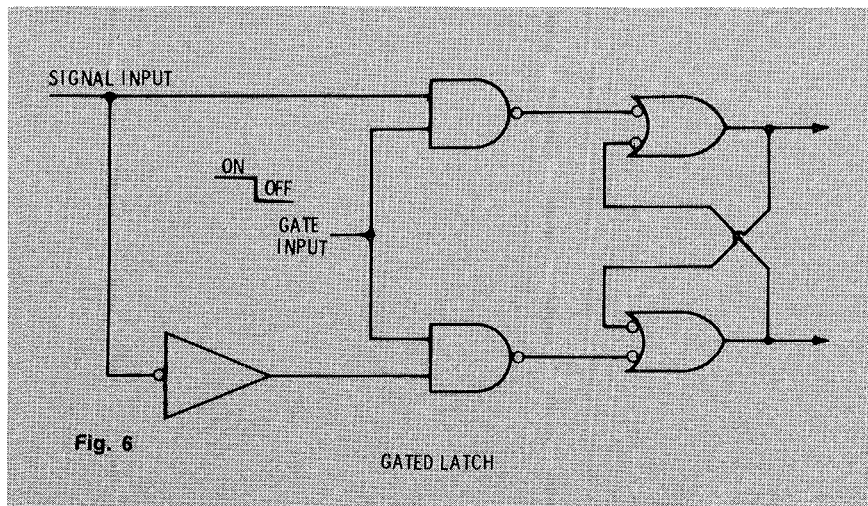 SIGNAL INPUT
ON
OFF
GATE
INPUT
Fig. 6
GATED LATCH